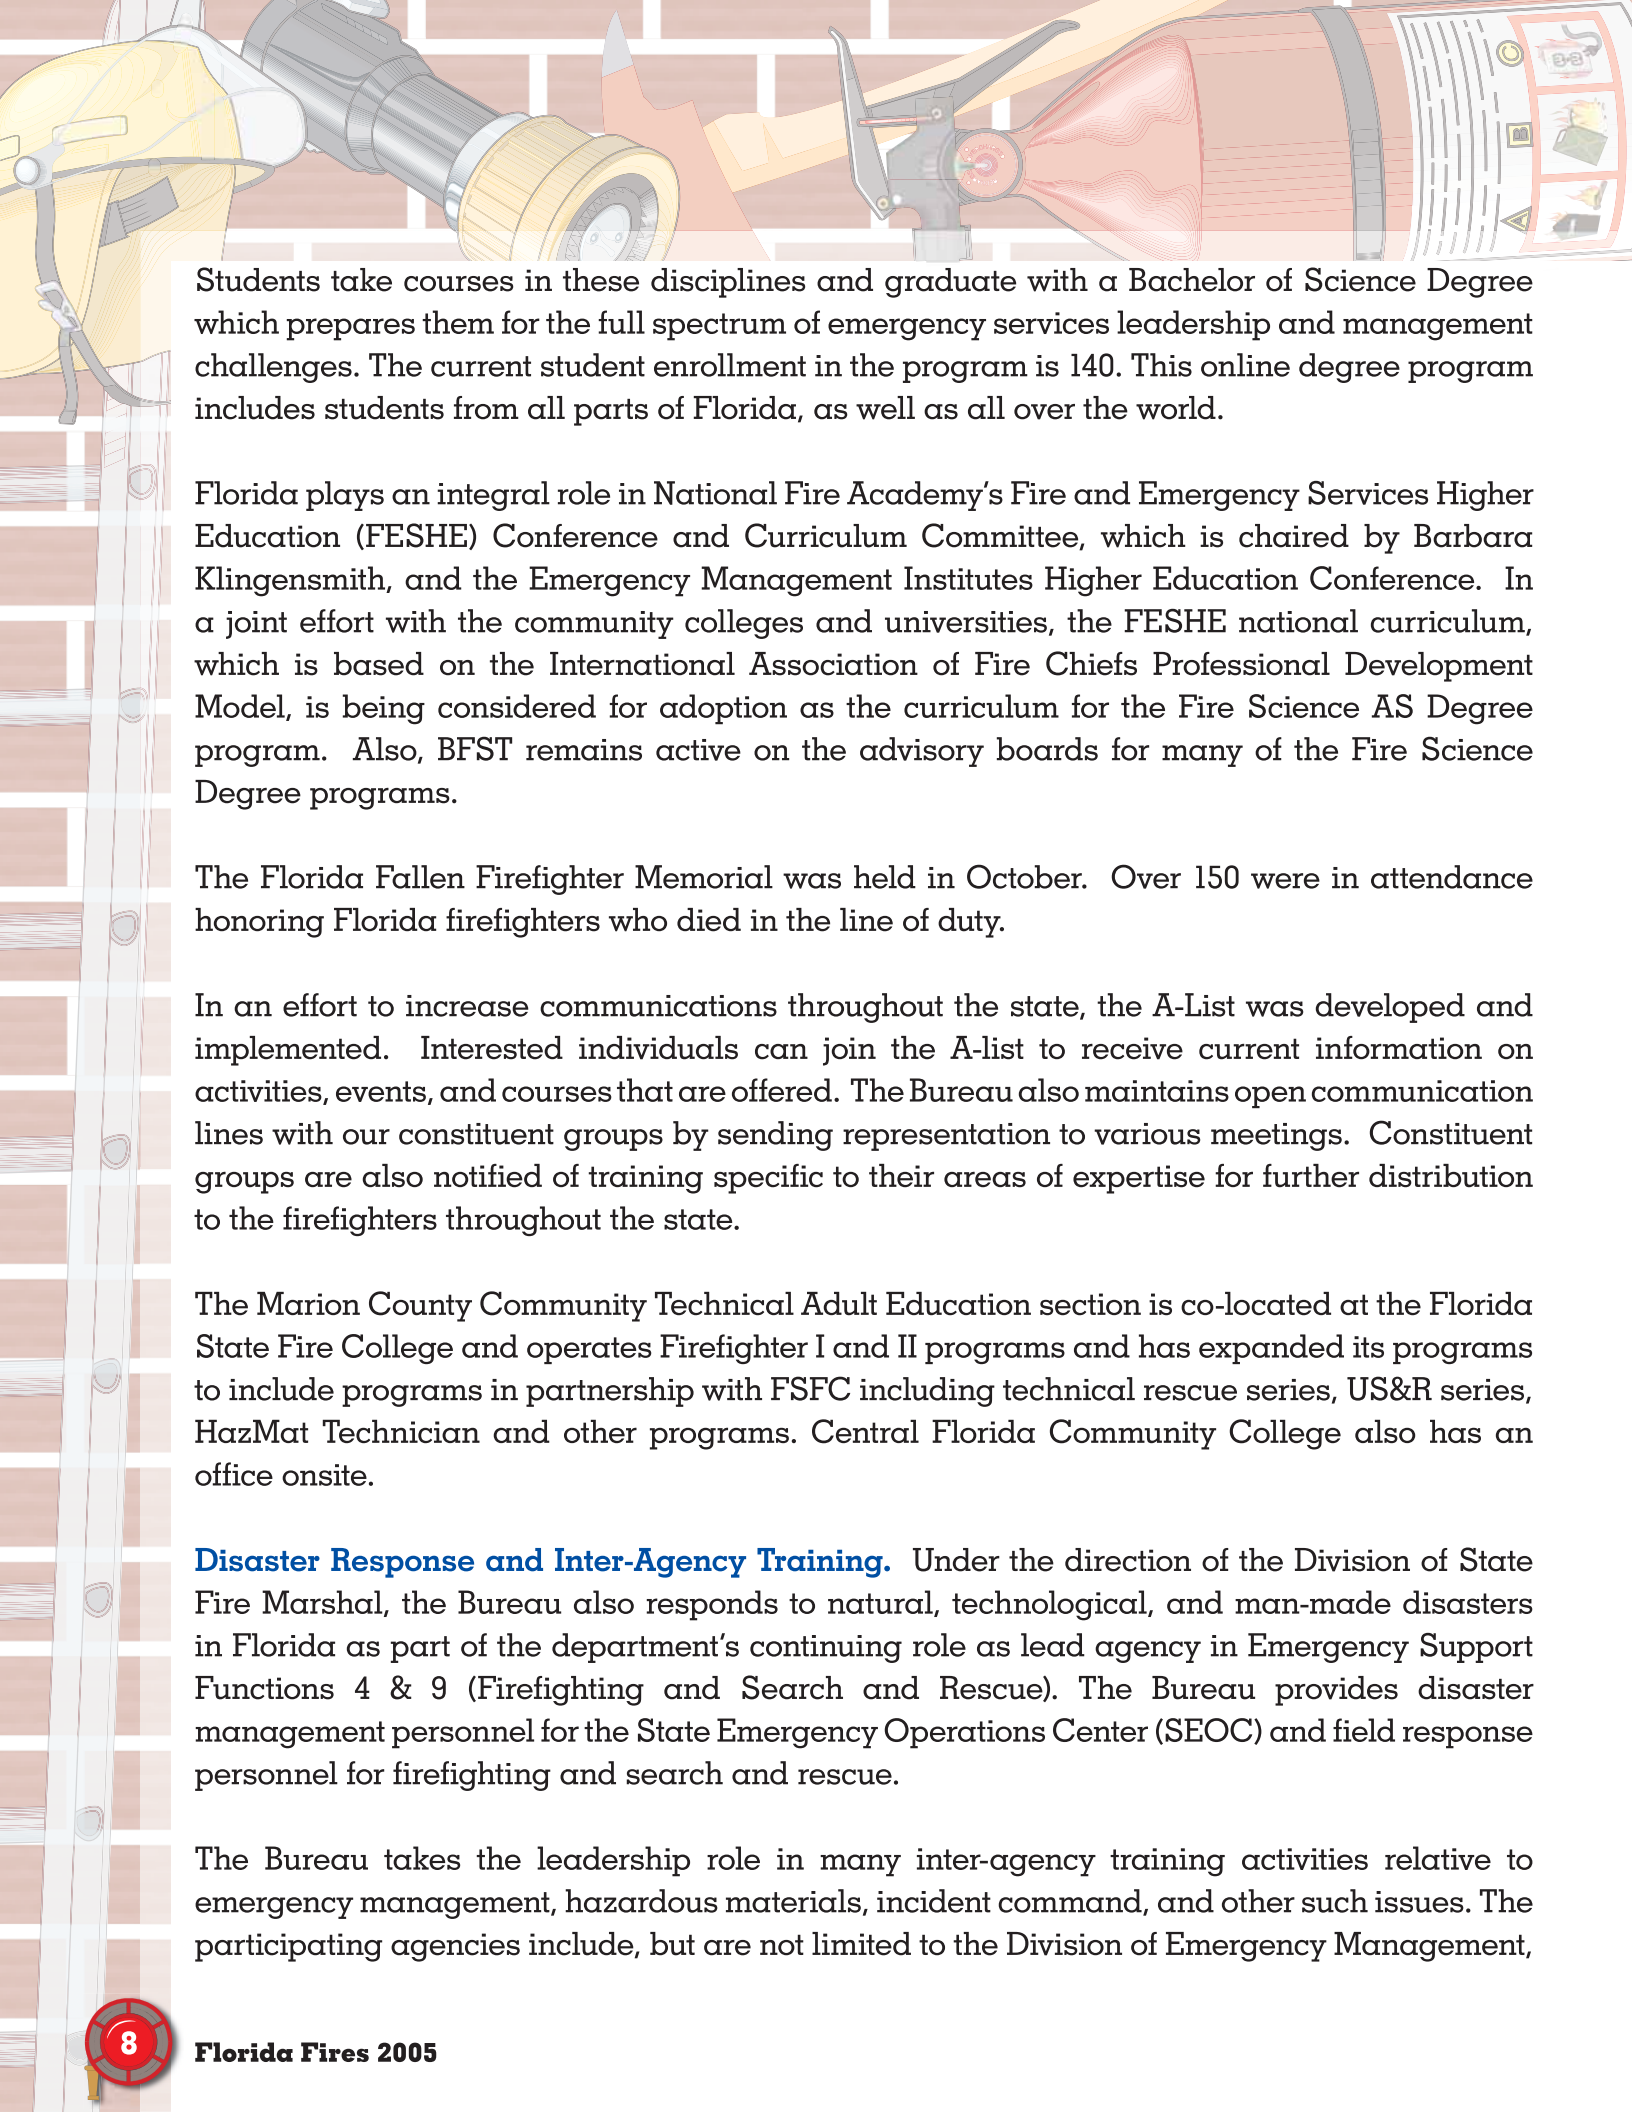 C
B
A
Students take courses in these disciplines and graduate with a Bachelor of Science Degree
which prepares them for the full spectrum of emergency services leadership and management
challenges. The current student enrollment in the program is 140. This online degree program
includes students from all parts of Florida, as well as all over the world.
Florida plays an integral role in National Fire Academy’s Fire and Emergency Services Higher
Education (FESHE) Conference and Curriculum Committee, which is chaired by Barbara
Klingensmith, and the Emergency Management Institutes Higher Education Conference. In
a joint effort with the community colleges and universities, the FESHE national curriculum,
which is based on the International Association of Fire Chiefs Professional Development
Model, is being considered for adoption as the curriculum for the Fire Science AS Degree
program. Also, BFST remains active on the advisory boards for many of the Fire Science
Degree programs.
The Florida Fallen Firefighter Memorial was held in October. Over 150 were in attendance
honoring Florida firefighters who died in the line of duty.
In an effort to increase communications throughout the state, the A-List was developed and
implemented. Interested individuals can join the A-list to receive current information on
activities, events, and courses that are offered. The Bureau also maintains open communication
lines with our constituent groups by sending representation to various meetings. Constituent
groups are also notified of training specific to their areas of expertise for further distribution
to the firefighters throughout the state.
The Marion County Community Technical Adult Education section is co-located at the Florida
State Fire College and operates Firefighter I and II programs and has expanded its programs
to include programs in partnership with FSFC including technical rescue series, US&R series,
HazMat Technician and other programs. Central Florida Community College also has an
office onsite.
Disaster Response and Inter-Agency Training. Under the direction of the Division of State
Fire Marshal, the Bureau also responds to natural, technological, and man-made disasters
in Florida as part of the department’s continuing role as lead agency in Emergency Support
Functions 4 & 9 (Firefighting and Search and Rescue). The Bureau provides disaster
management personnel for the State Emergency Operations Center (SEOC) and field response
personnel for firefighting and search and rescue.
The Bureau takes the leadership role in many inter-agency training activities relative to
emergency management, hazardous materials, incident command, and other such issues. The
participating agencies include, but are not limited to the Division of Emergency Management,
8
Florida Fires 2005